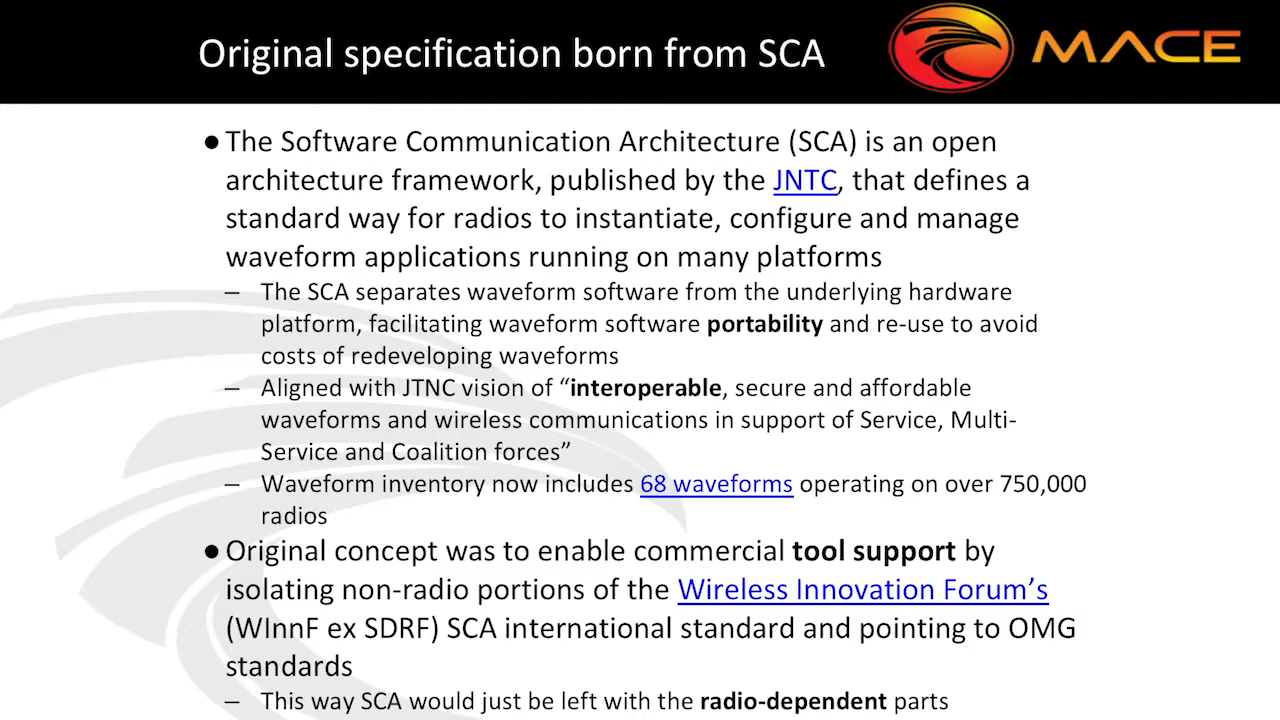 Original specification born from SCA
MACE
● The Software Communication Architecture (SCA) is an open
architecture framework, published by the JNTC, that defines a
standard way for radios to instantiate, configure and manage
waveform applications running on many platforms
– The SCA separates waveform software from the underlying hardware
platform, facilitating waveform software portability and re-use to avoid
costs of redeveloping waveforms
– Aligned with JTNC vision of “interoperable, secure and affordable
waveforms and wireless communications in support of Service, Multi-
Service and Coalition forces”
– Waveform inventory now includes 68 waveforms operating on over 750,000
radios
● Original concept was to enable commercial tool support by
isolating non-radio portions of the Wireless Innovation Forum’s
(WInnF ex SDRF) SCA international standard and pointing to OMG
standards
– This way SCA would just be left with the radio-dependent parts